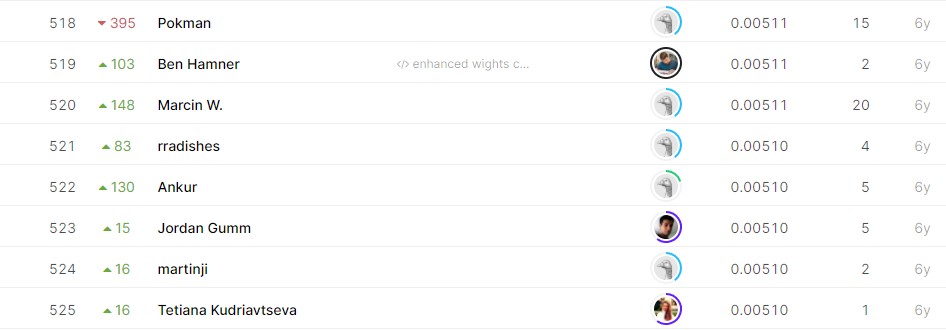 518 395 Pokman 0.00511 15 6y
519 103 Ben Hamner </> enhanced wights c... 0.00511 2 6y
520 148 Marcin W. 0.00511 20 6y
521 83 rradishes 0.00510 4 6y
522 130 Ankur 0.00510 5 6y
523 15 Jordan Gumm 0.00510 5 6y
524 16 martinji 0.00510 2 6y
525 16 Tetiana Kudriavtseva 0.00510 1 6y